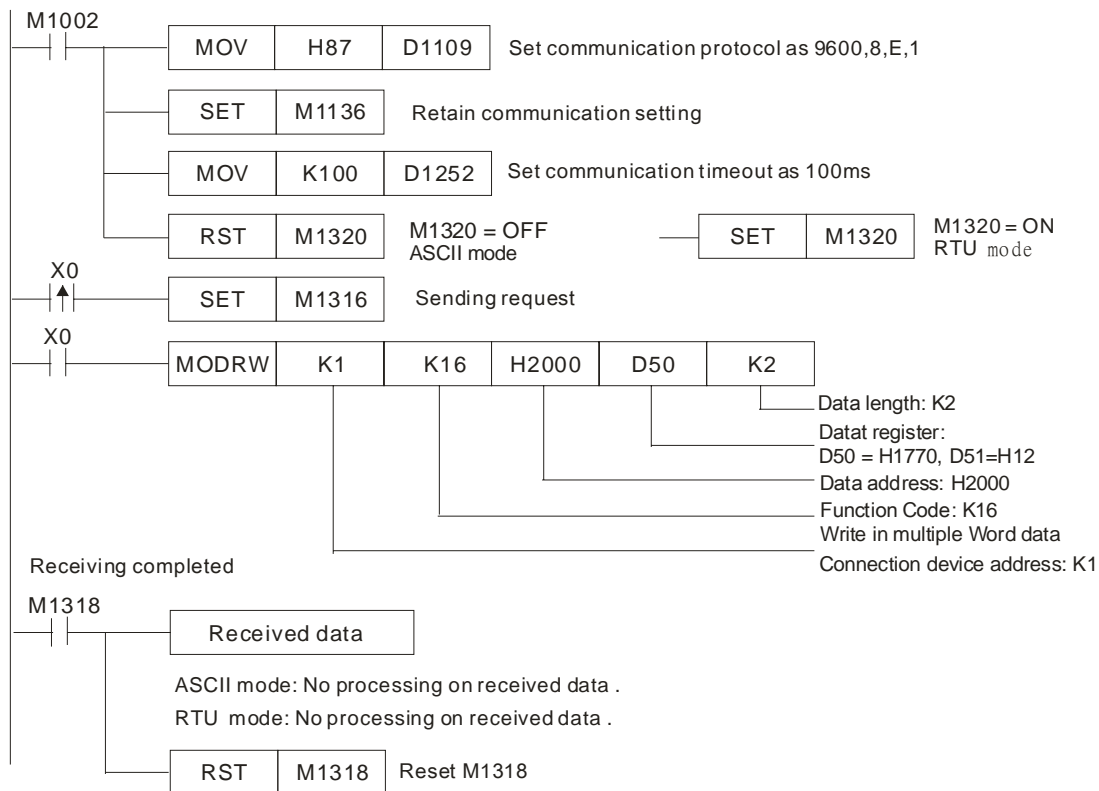 M1002
MOV H87 D1109 Set communication protocol as 9600,8,E,1
SET M1136 Retain communication setting
MOV K100 D1252 Set communication timeout as 100ms
RST M1320 M1320 = OFF
ASCII mode
SET M1320 M1320 = ON
RTU mode
X0
SET M1316 Sending request
X0
MODRW K1 K16 H2000 D50 K2
Data length: K2
Datat register:
D50 = H1770, D51=H12
Data address: H2000
Function Code: K16
Write in multiple Word data
Connection device address: K1
Receiving completed
M1318
Received data
ASCII mode: No processing on received data .
RTU mode: No processing on received data .
RST M1318 Reset M1318